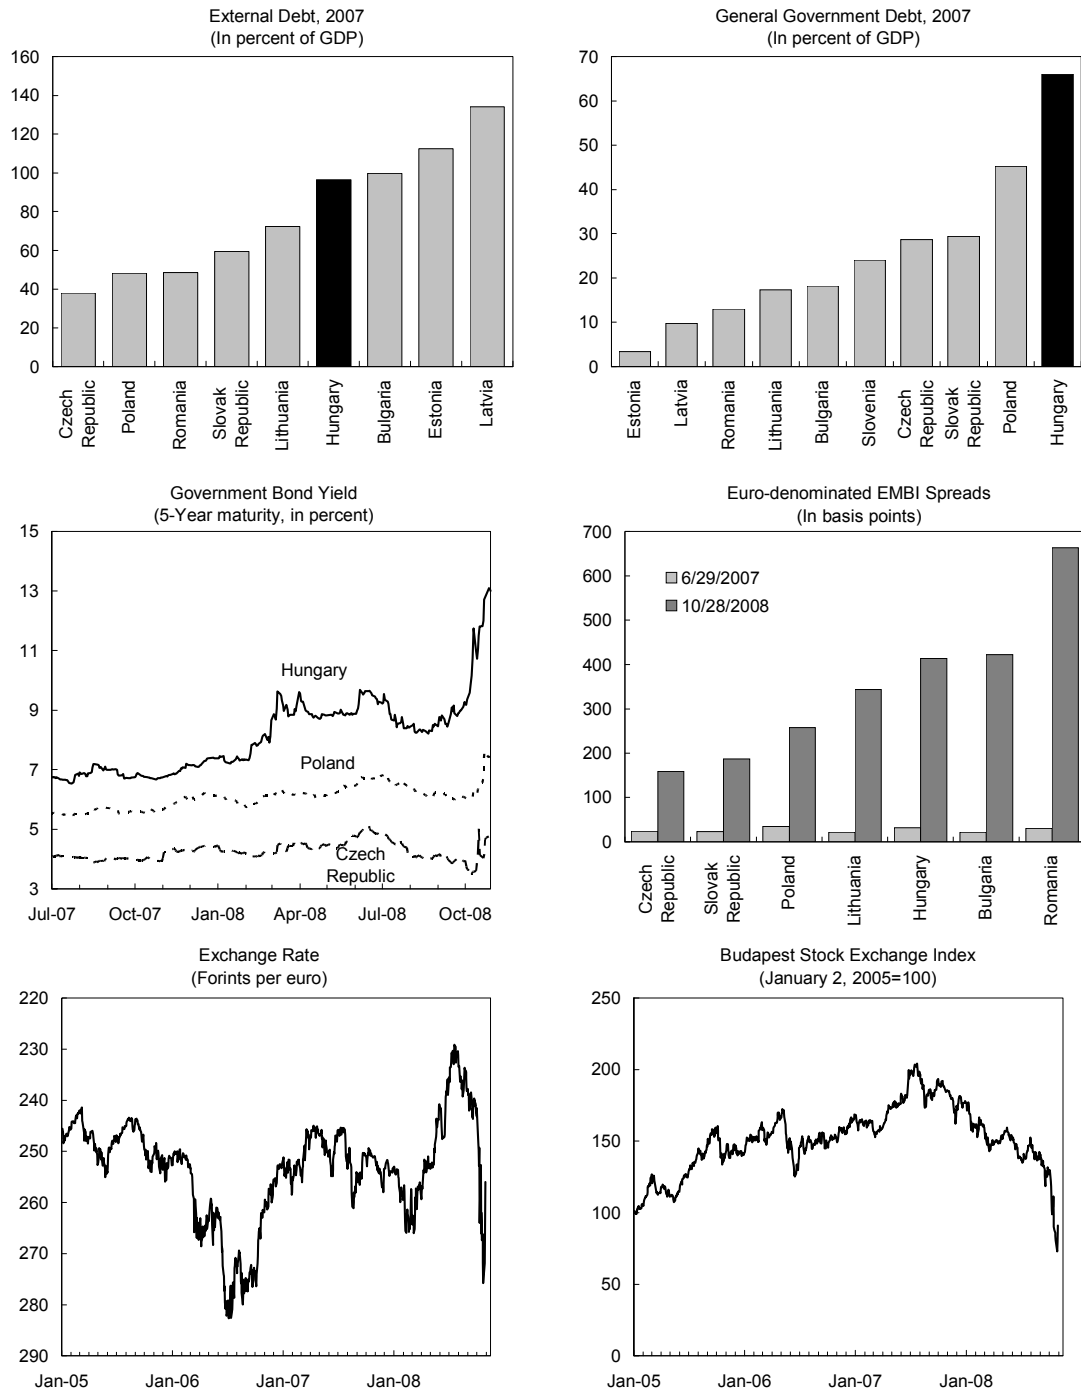 External Debt, 2007
(In percent of GDP)
160
140
120
100
80
60
40
20
0
Czech
Republic
Poland
Romania
Slovak
Republic
Lithuania
Hungary
Bulgaria
Estonia
Latvia
General Government Debt, 2007
(In percent of GDP)
70
60
50
40
30
20
10
0
Estonia
Latvia
Romania
Lithuania
Bulgaria
Slovenia
Czech
Republic
Slovak
Republic
Poland
Hungary
Government Bond Yield
(5-Year maturity, in percent)
15
13
11
9
7
5
3
Hungary
Poland
Czech
Republic
Jul-07 Oct-07 Jan-08 Apr-08 Jul-08 Oct-08
Euro-denominated EMBI Spreads
(In basis points)
700
600
500
400
300
200
100
0
6/29/2007
10/28/2008
Czech
Republic
Slovak
Republic
Poland
Lithuania
Hungary
Bulgaria
Romania
Exchange Rate
(Forints per euro)
220
230
240
250
260
270
280
290
Jan-05 Jan-06 Jan-07 Jan-08
Budapest Stock Exchange Index
(January 2, 2005=100)
250
200
150
100
50
0
Jan-05 Jan-06 Jan-07 Jan-08